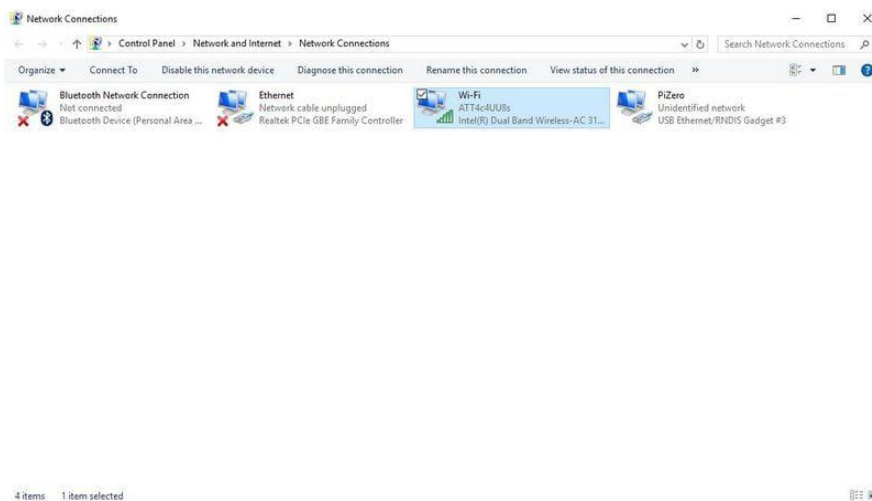 Network Connections
Control Panel > Network and Internet > Network Connections
Search Network Connections
Organize Connect To Disable this network device Diagnose this connection Rename this connection View status of this connection »
Bluetooth Network Connection
Not connected
Bluetooth Device (Personal Area ...
Ethernet
Network cable unplugged
Realtek PCIe GBE Family Controller
Wi-Fi
ATT4c4UU8s
Intel(R) Dual Band Wireless-AC 31...
PiZero
Unidentified network
USB Ethernet/RNDIS Gadget #3
4 items 1 item selected